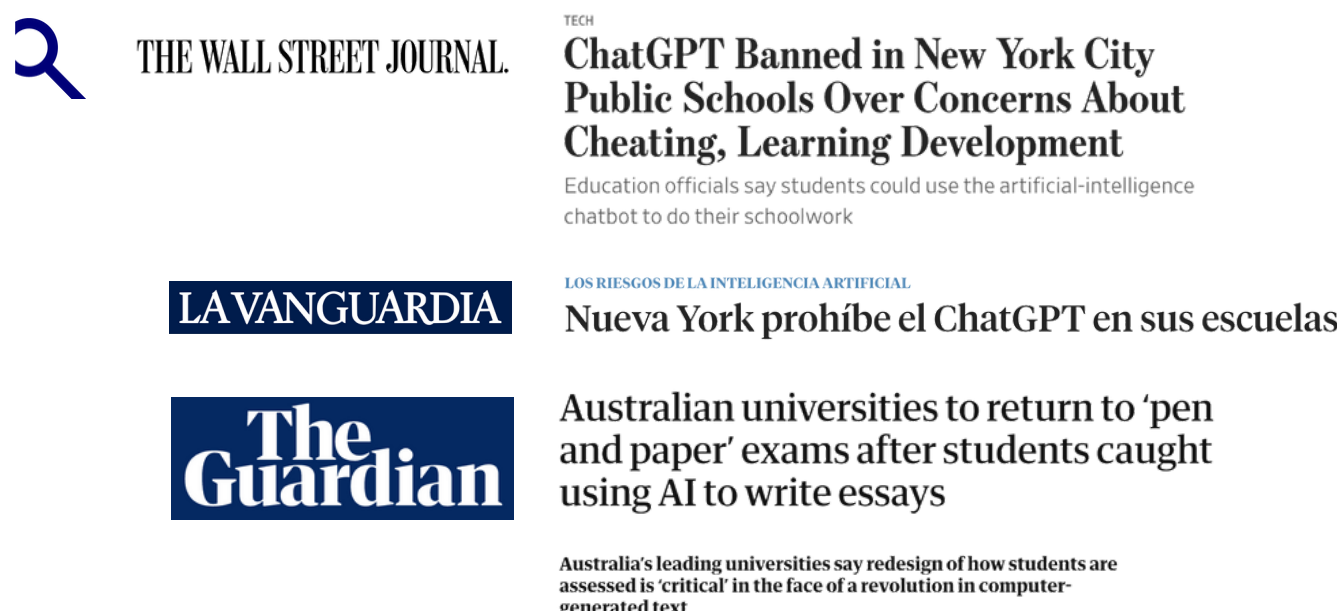 THE WALL STREET JOURNAL.
TECH
ChatGPT Banned in New York City
Public Schools Over Concerns About
Cheating, Learning Development
Education officials say students could use the artificial-intelligence
chatbot to do their schoolwork
LA VANGUARDIA
LOS RIESGOS DE LA INTELIGENCIA ARTIFICIAL
Nueva York prohíbe el ChatGPT en sus escuelas
The
Guardian
Australian universities to return to ‘pen
and paper’ exams after students caught
using AI to write essays
Australia’s leading universities say redesign of how students are
assessed is ‘critical’ in the face of a revolution in computer-
generated text